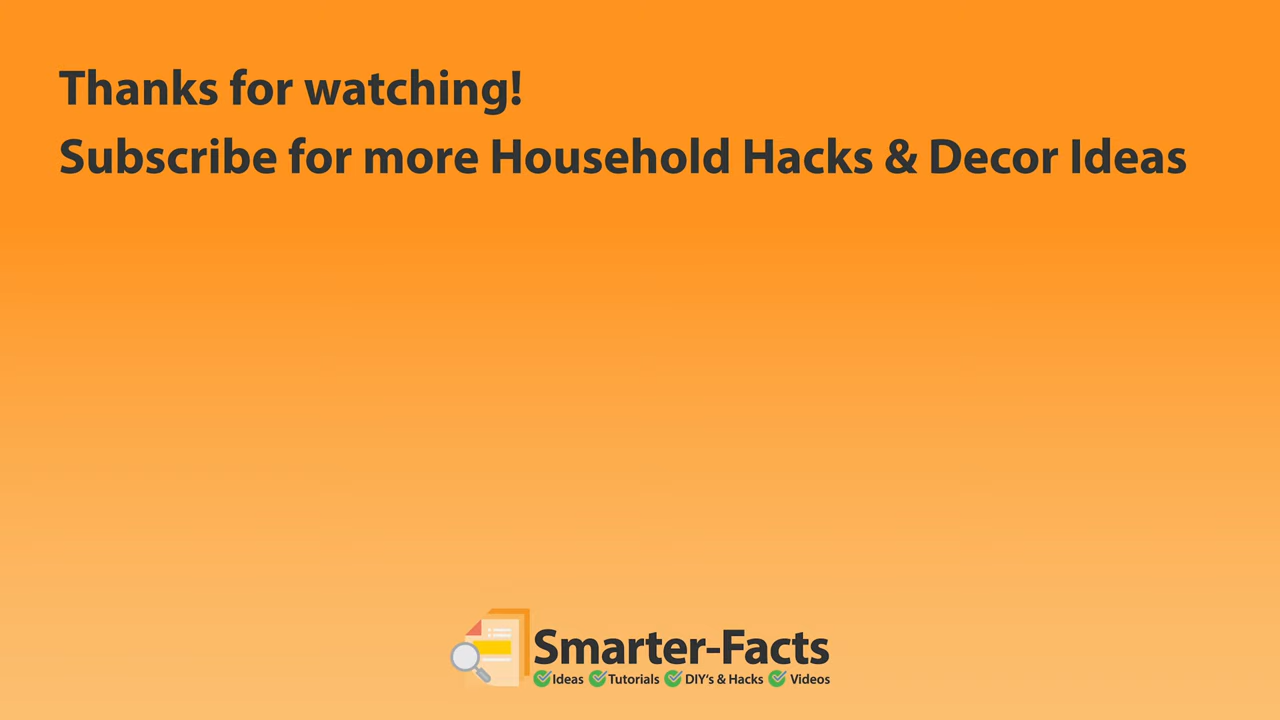 Thanks for watching!
Subscribe for more Household Hacks & Decor Ideas
Smarter-Facts
Ideas Tutorials DIY's & Hacks Videos